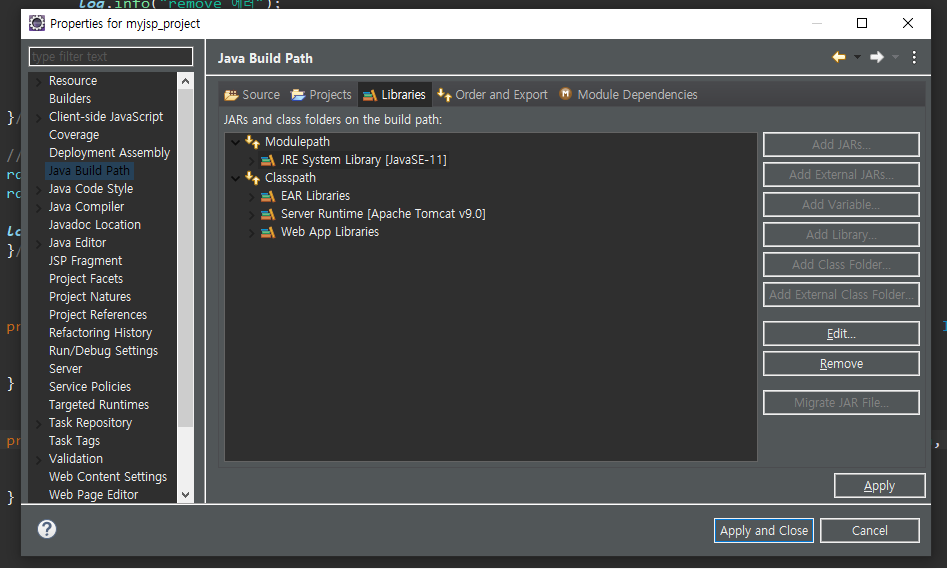 log.info("remove 에러");
Properties for myjsp_project
type filter text
Resource
Builders
Client-side JavaScript
Coverage
Deployment Assembly
Java Build Path
Java Code Style
Java Compiler
Javadoc Location
Java Editor
JSP Fragment
Project Facets
Project Natures
Project References
Refactoring History
Run/Debug Settings
Server
Service Policies
Targeted Runtimes
Task Repository
Task Tags
Validation
Web Content Settings
Web Page Editor
Java Build Path
Source
Projects
Libraries
Order and Export
Module Dependencies
JARs and class folders on the build path:
Modulepath
JRE System Library [JavaSE-11]
Classpath
EAR Libraries
Server Runtime [Apache Tomcat v9.0]
Web App Libraries
Add JARs...
Add External JARs...
Add Variable...
Add Library...
Add Class Folder...
Add External Class Folder...
Edit...
Remove
Migrate JAR File...
Apply
Apply and Close
Cancel
}/
//
rd
rd
lo
}/
pr
}
pr
,
}